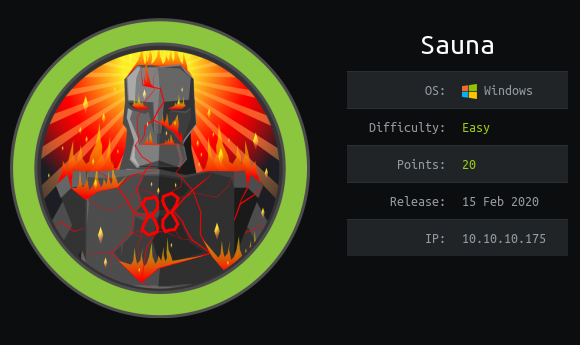 Sauna
OS: Windows
Difficulty: Easy
Points: 20
Release: 15 Feb 2020
IP: 10.10.10.175
88